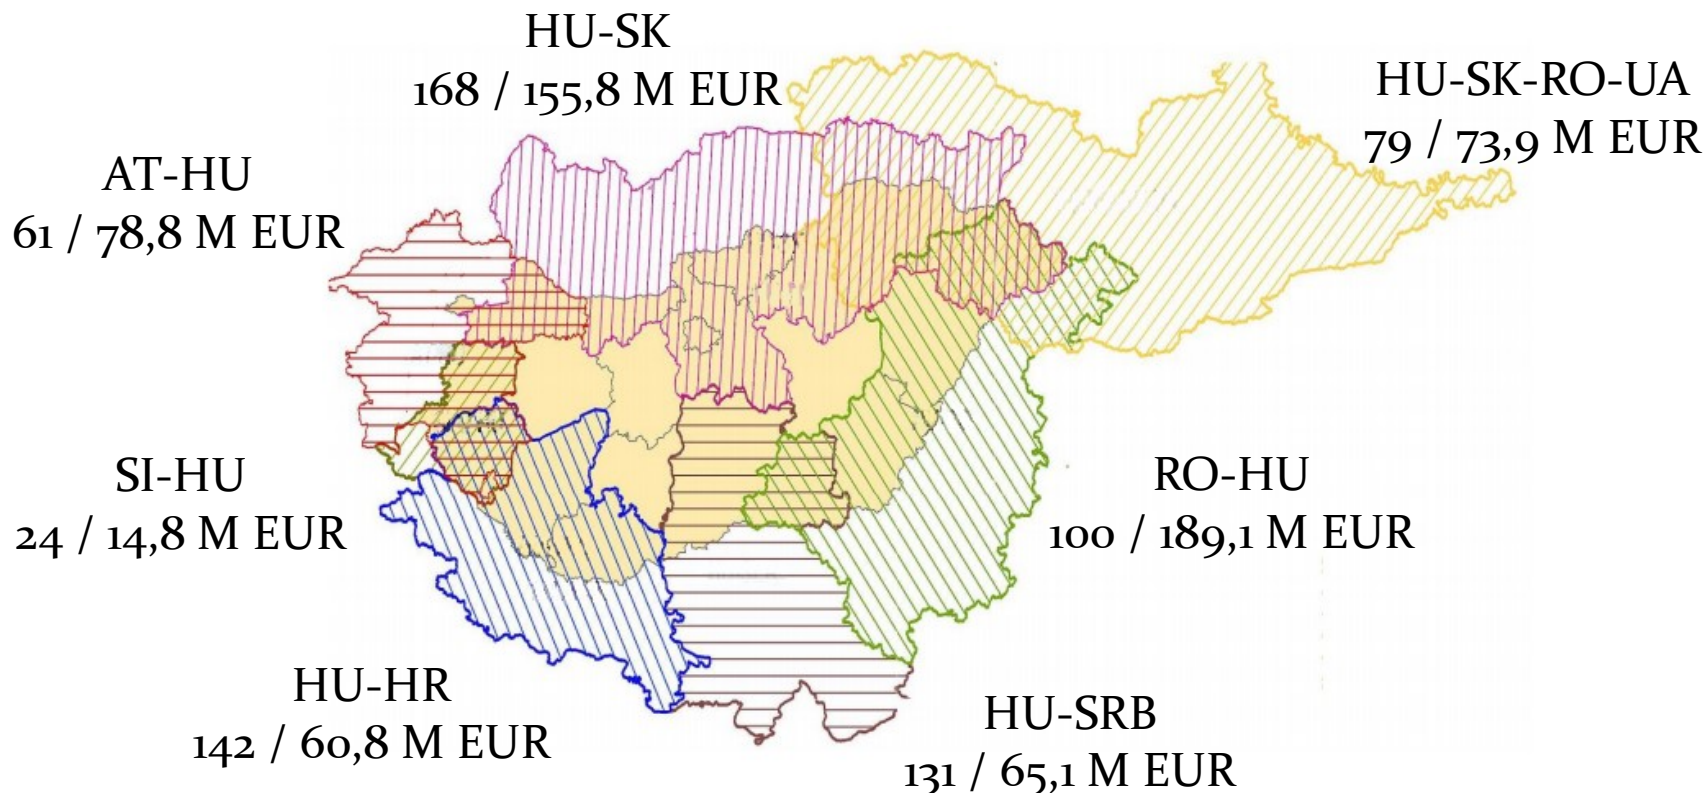 HU-SK
168 / 155,8 M EUR
HU-SK-RO-UA
79 / 73,9 M EUR
AT-HU
61 / 78,8 M EUR
SI-HU
24 / 14,8 M EUR
RO-HU
100 / 189,1 M EUR
HU-HR
142 / 60,8 M EUR
HU-SRB
131 / 65,1 M EUR